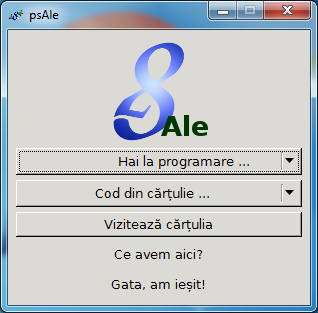 psAle
Ale
Hai la programare ...
Cod din cărțulie ...
Vizitează cărțulia
Ce avem aici?
Gata, am ieșit!